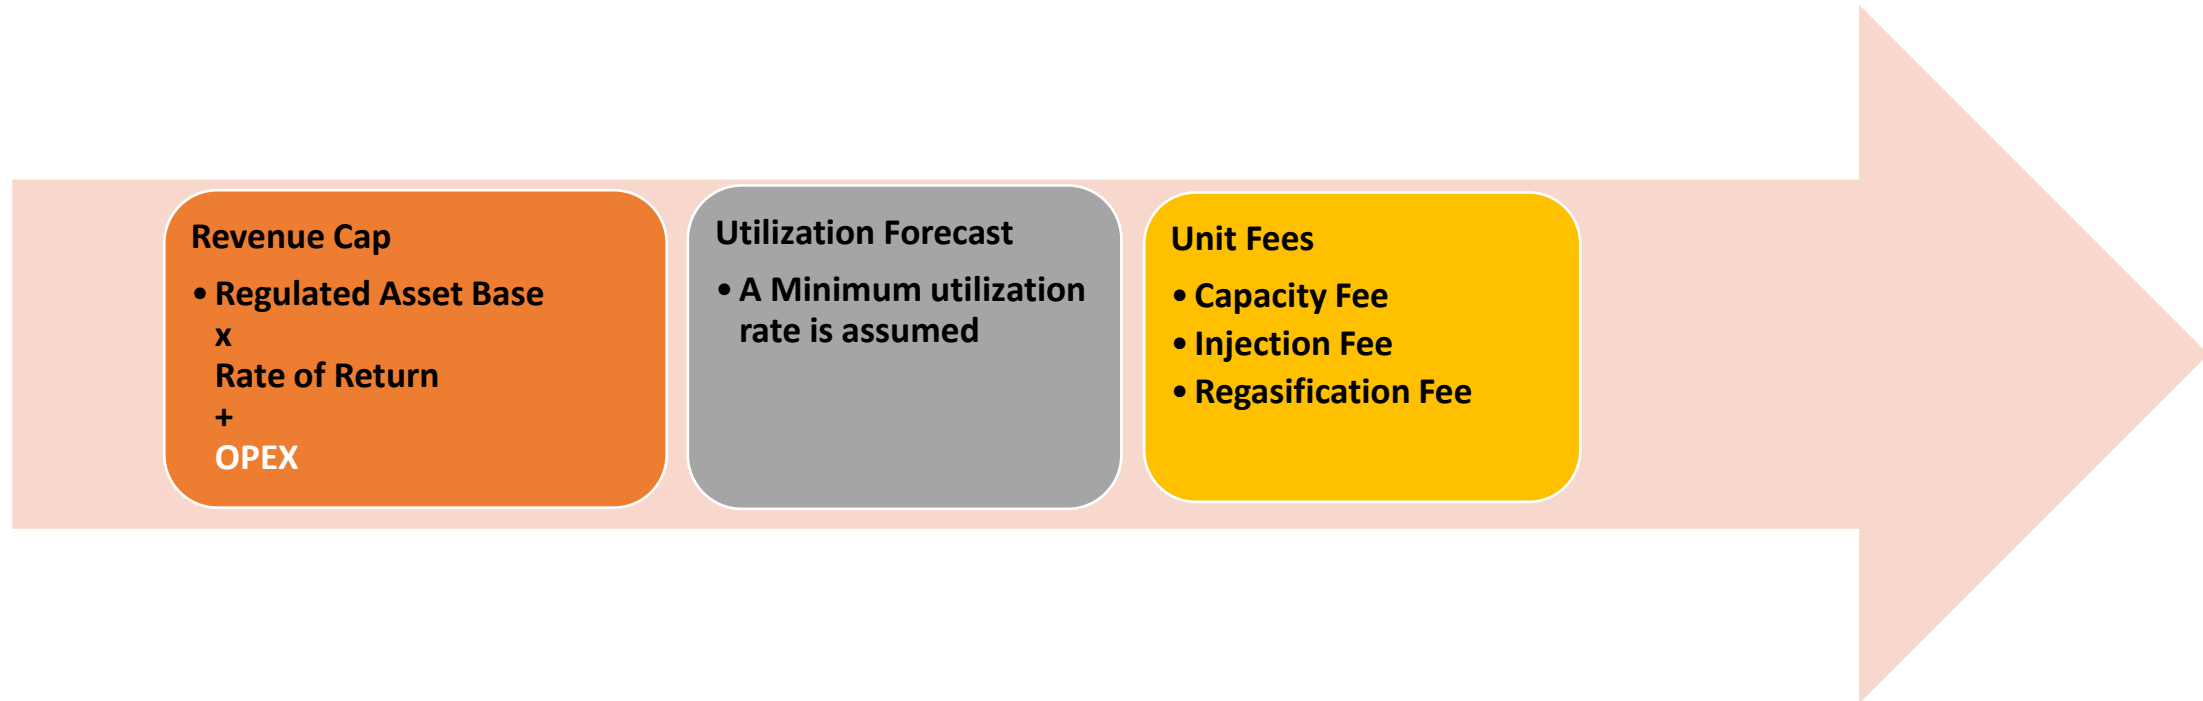 Revenue Cap
• Regulated Asset Base
x
Rate of Return
+
OPEX
Utilization Forecast
• A Minimum utilization
rate is assumed
Unit Fees
• Capacity Fee
• Injection Fee
• Regasification Fee